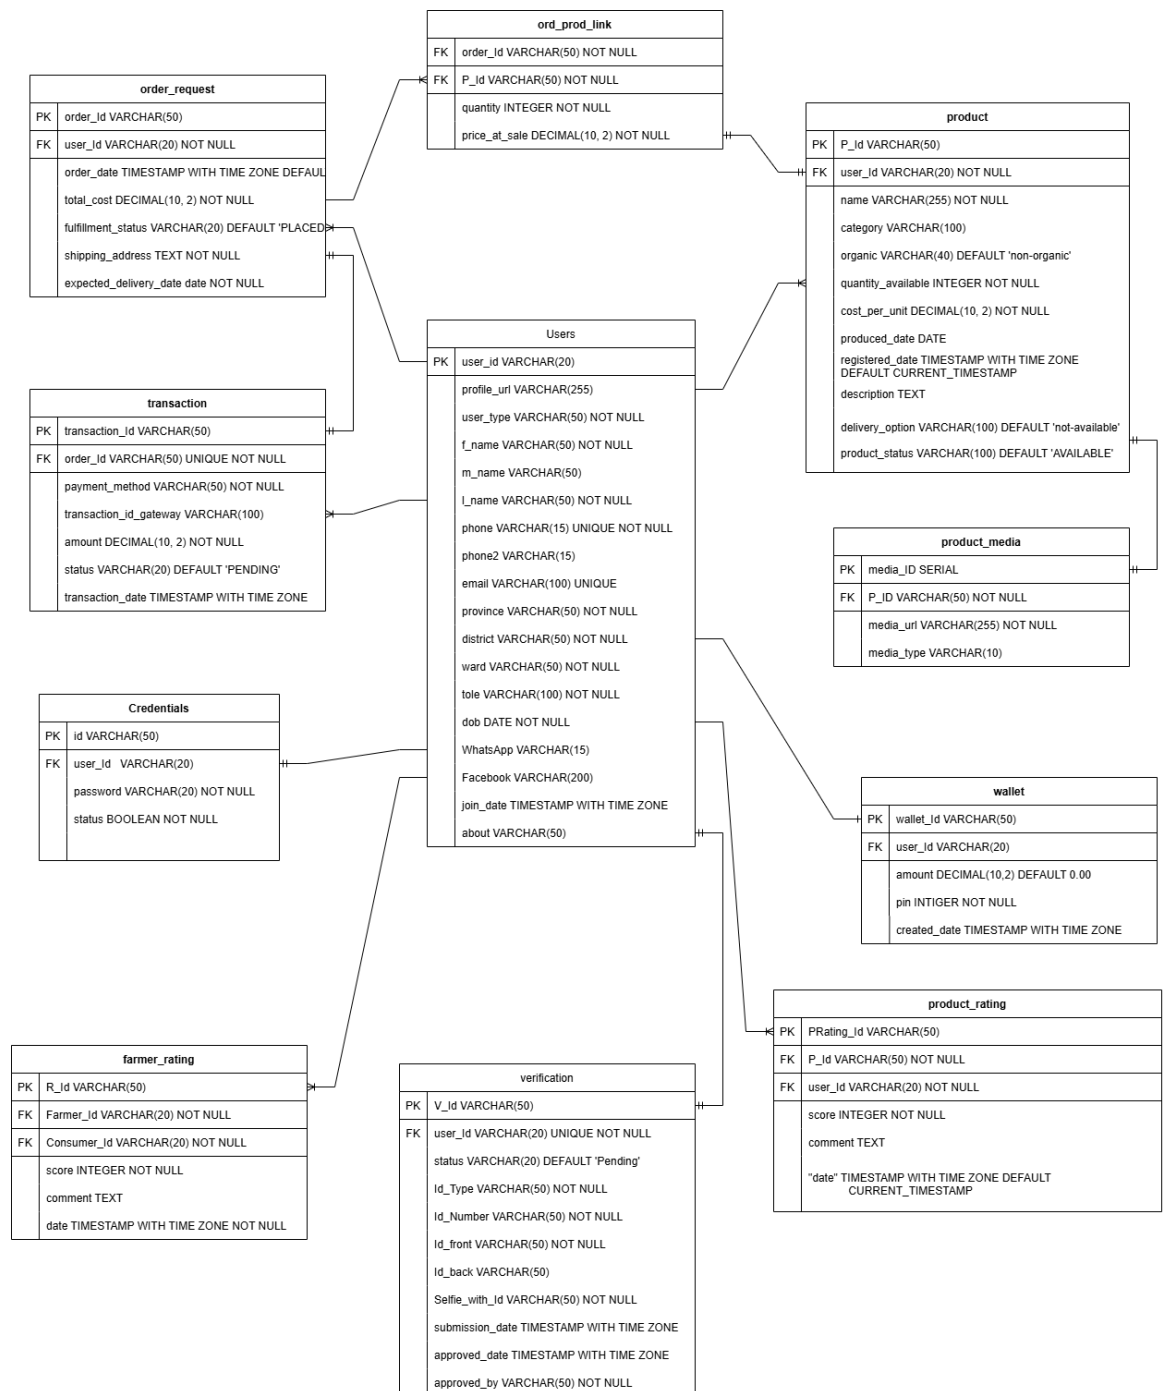 ord_prod_link
FK order_Id VARCHAR(50) NOT NULL
FK P_Id VARCHAR(50) NOT NULL
quantity INTEGER NOT NULL
price_at_sale DECIMAL(10, 2) NOT NULL
order_request
PK order_Id VARCHAR(50)
FK user_Id VARCHAR(20) NOT NULL
order_date TIMESTAMP WITH TIME ZONE DEFAUL
total_cost DECIMAL(10, 2) NOT NULL
fulfillment_status VARCHAR(20) DEFAULT 'PLACED
shipping_address TEXT NOT NULL
expected_delivery_date date NOT NULL
product
PK P_Id VARCHAR(50)
FK user_Id VARCHAR(20) NOT NULL
name VARCHAR(255) NOT NULL
category VARCHAR(100)
organic VARCHAR(40) DEFAULT 'non-organic'
quantity_available INTEGER NOT NULL
cost_per_unit DECIMAL(10, 2) NOT NULL
produced_date DATE
registered_date TIMESTAMP WITH TIME ZONE
DEFAULT CURRENT_TIMESTAMP
description TEXT
delivery_option VARCHAR(100) DEFAULT 'not-available'
product_status VARCHAR(100) DEFAULT 'AVAILABLE'
Users
PK user_id VARCHAR(20)
profile_url VARCHAR(255)
user_type VARCHAR(50) NOT NULL
f_name VARCHAR(50) NOT NULL
m_name VARCHAR(50)
l_name VARCHAR(50) NOT NULL
phone VARCHAR(15) UNIQUE NOT NULL
phone2 VARCHAR(15)
email VARCHAR(100) UNIQUE
province VARCHAR(50) NOT NULL
district VARCHAR(50) NOT NULL
ward VARCHAR(50) NOT NULL
tole VARCHAR(100) NOT NULL
dob DATE NOT NULL
WhatsApp VARCHAR(15)
Facebook VARCHAR(200)
join_date TIMESTAMP WITH TIME ZONE
about VARCHAR(50)
transaction
PK transaction_Id VARCHAR(50)
FK order_Id VARCHAR(50) UNIQUE NOT NULL
payment_method VARCHAR(50) NOT NULL
transaction_id_gateway VARCHAR(100)
amount DECIMAL(10, 2) NOT NULL
status VARCHAR(20) DEFAULT 'PENDING'
transaction_date TIMESTAMP WITH TIME ZONE
product_media
PK media_ID SERIAL
FK P_ID VARCHAR(50) NOT NULL
media_url VARCHAR(255) NOT NULL
media_type VARCHAR(10)
Credentials
PK id VARCHAR(50)
FK user_Id VARCHAR(20)
password VARCHAR(20) NOT NULL
status BOOLEAN NOT NULL
wallet
PK wallet_Id VARCHAR(50)
FK user_Id VARCHAR(20)
amount DECIMAL(10,2) DEFAULT 0.00
pin INTIGER NOT NULL
created_date TIMESTAMP WITH TIME ZONE
product_rating
PK PRating_Id VARCHAR(50)
FK P_Id VARCHAR(50) NOT NULL
FK user_Id VARCHAR(20) NOT NULL
score INTEGER NOT NULL
comment TEXT
"date" TIMESTAMP WITH TIME ZONE DEFAULT
CURRENT_TIMESTAMP
farmer_rating
PK R_Id VARCHAR(50)
FK Farmer_Id VARCHAR(20) NOT NULL
FK Consumer_Id VARCHAR(20) NOT NULL
score INTEGER NOT NULL
comment TEXT
date TIMESTAMP WITH TIME ZONE NOT NULL
verification
PK V_Id VARCHAR(50)
FK user_Id VARCHAR(20) UNIQUE NOT NULL
status VARCHAR(20) DEFAULT 'Pending'
Id_Type VARCHAR(50) NOT NULL
Id_Number VARCHAR(50) NOT NULL
Id_front VARCHAR(50) NOT NULL
Id_back VARCHAR(50)
Selfie_with_Id VARCHAR(50) NOT NULL
submission_date TIMESTAMP WITH TIME ZONE
approved_date TIMESTAMP WITH TIME ZONE
approved_by VARCHAR(50) NOT NULL